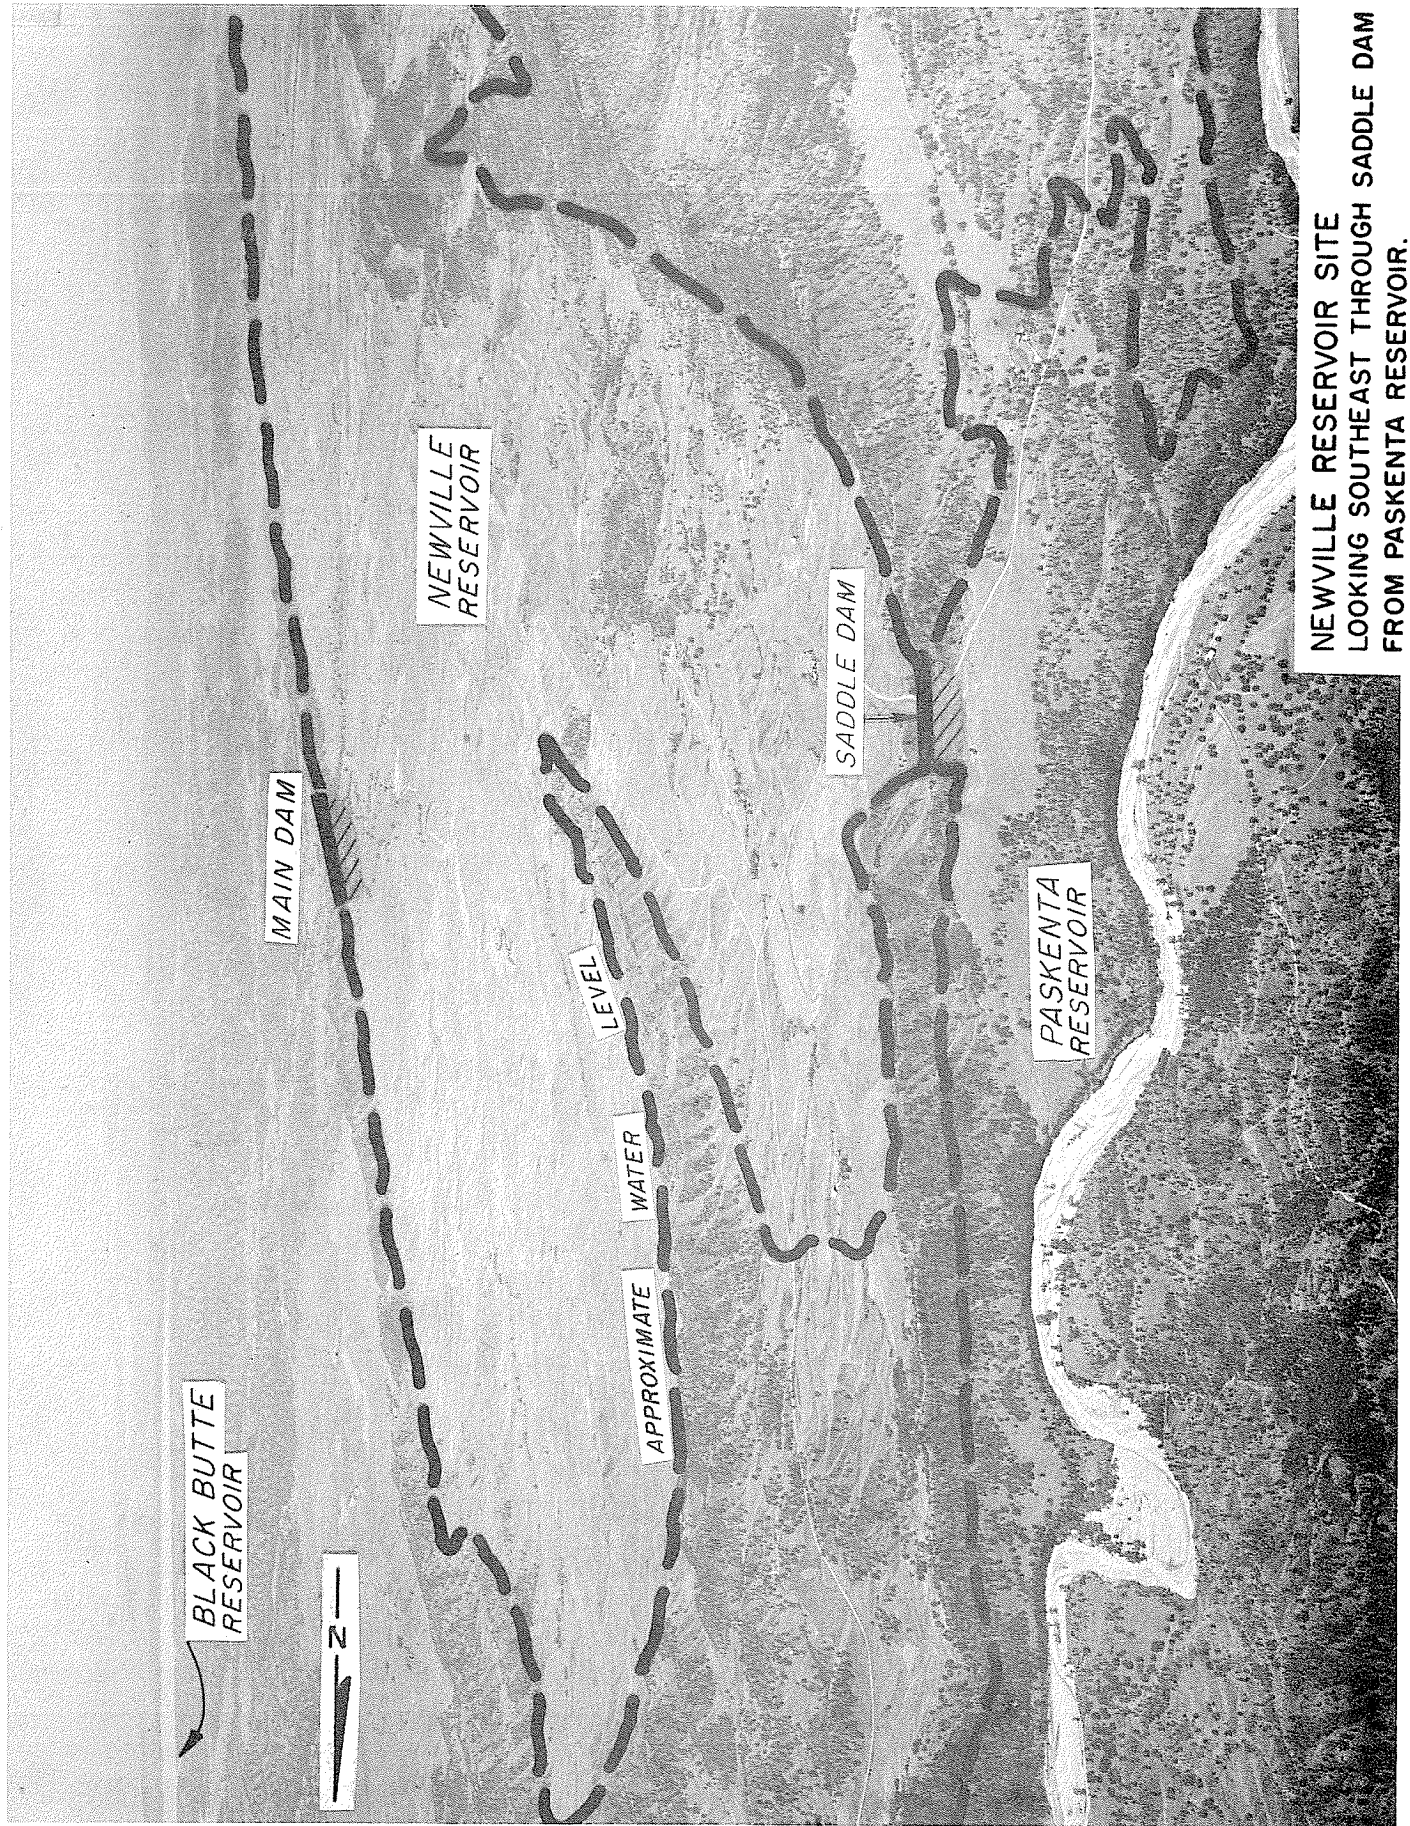 BLACK BUTTE
RESERVOIR
N
MAIN DAM
NEWVILLE
RESERVOIR
APPROXIMATE
WATER
LEVEL
SADDLE DAM
PASKENTA
RESERVOIR
NEWVILLE RESERVOIR SITE
LOOKING SOUTHEAST THROUGH SADDLE DAM
FROM PASKENTA RESERVOIR.